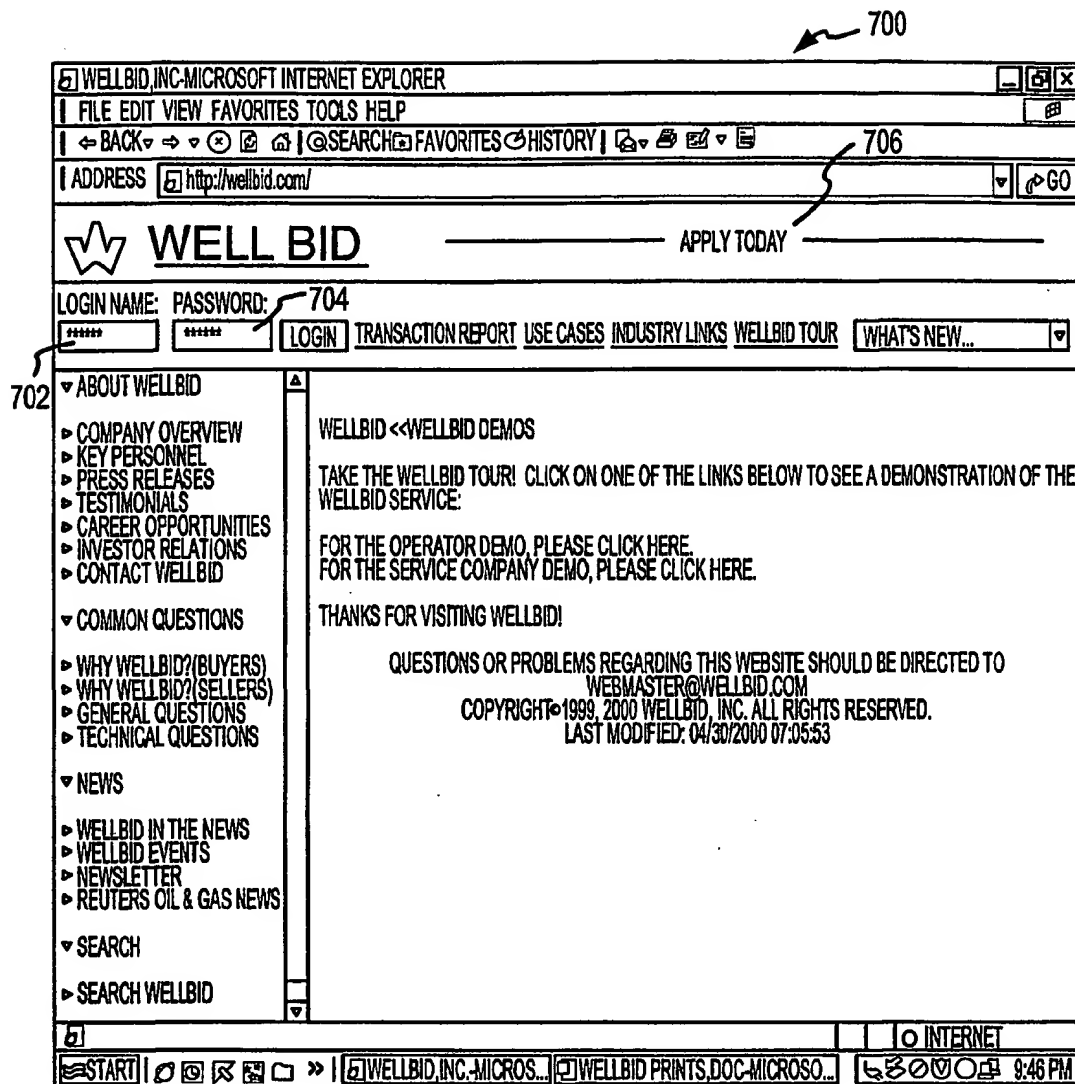 700
WELLBID,INC-MICROSOFT INTERNET EXPLORER
FILE EDIT VIEW FAVORITES TOOLS HELP
BACK SEARCH FAVORITES HISTORY
706
ADDRESS http://wellbid.com/ GO
WELL BID APPLY TODAY
LOGIN NAME: PASSWORD: 704
****** ****** LOGIN TRANSACTION REPORT USE CASES INDUSTRY LINKS WELLBID TOUR WHAT'S NEW...
702
ABOUT WELLBID
COMPANY OVERVIEW
KEY PERSONNEL
PRESS RELEASES
TESTIMONIALS
CAREER OPPORTUNITIES
INVESTOR RELATIONS
CONTACT WELLBID
COMMON QUESTIONS
WHY WELLBID?(BUYERS)
WHY WELLBID?(SELLERS)
GENERAL QUESTIONS
TECHNICAL QUESTIONS
NEWS
WELLBID IN THE NEWS
WELLBID EVENTS
NEWSLETTER
REUTERS OIL & GAS NEWS
SEARCH
SEARCH WELLBID
WELLBID <<WELLBID DEMOS
TAKE THE WELLBID TOUR! CLICK ON ONE OF THE LINKS BELOW TO SEE A DEMONSTRATION OF THE
WELLBID SERVICE:
FOR THE OPERATOR DEMO, PLEASE CLICK HERE.
FOR THE SERVICE COMPANY DEMO, PLEASE CLICK HERE.
THANKS FOR VISITING WELLBID!
QUESTIONS OR PROBLEMS REGARDING THIS WEBSITE SHOULD BE DIRECTED TO
WEBMASTER@WELLBID.COM
COPYRIGHT©1999, 2000 WELLBID, INC. ALL RIGHTS RESERVED.
LAST MODIFIED: 04/30/2000 07:05:53
INTERNET
START » WELLBID,INC.-MICROS... WELLBID PRINTS,DOC-MICROSO... 9:46 PM